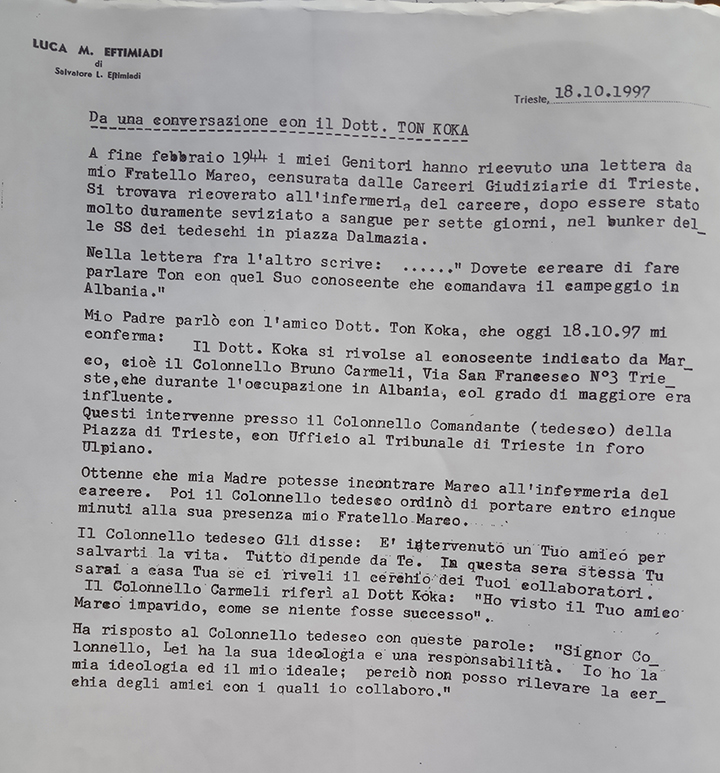 LUCA M. EFTIMIADI
di
Salvatore L. Eftimiadi
Trieste, 18.10.1997
Da una conversazione con il Dott. TON KOKA
A fine febbraio 1944 i miei Genitori hanno ricevuto una lettera da
mio Fratello Marco, censurata dalle Carceri Giudiziarie di Trieste.
Si trovava ricoverato all'infermeria del carcere, dopo essere stato
molto duramente seviziato a sangue per sette giorni, nel bunker del_
le SS dei tedeschi in piazza Dalmazia.
Nella lettera fra l'altro scrive: ......" Dovete cercare di fare
parlare Ton con quel Suo conoscente che comandava il campeggio in
Albania."
Mio Padre parlò con l'amico Dott. Ton Koka, che oggi 18.10.97 mi
conferma: Il Dott. Koka si rivolse al conoscente indicato da Mar_
co, cioè il Colonnello Bruno Carmeli, Via San Francesco N°3 Trie_
ste,che durante l'occupazione in Albania, col grado di maggiore era
influente.
Questi intervenne presso il Colonnello Comandante (tedesco) della
Piazza di Trieste, con Ufficio al Tribunale di Trieste in foro
Ulpiano.
Ottenne che mia Madre potesse incontrare Marco all'infermeria del
carcere. Poi il Colonnello tedesco ordinò di portare entro cinque
minuti alla sua presenza mio Fratello Marco.
Il Colonnello tedesco Gli disse: E' intervenuto un Tuo amico per
salvarti la vita. Tutto dipende da Te. In questa sera stessa Tu
sarai a casa Tua se ci riveli il cerchio dei Tuoi collaboratori.
Il Colonnello Carmeli riferì al Dott Koka: "Ho visto il Tuo amico
Marco impavido, come se niente fosse successo".
Ha risposto al Colonnello tedesco con queste parole: "Signor Co_
lonnello, Lei ha la sua ideologia e una responsabilità. Io ho la
mia ideologia ed il mio ideale; perciò non posso rilevare la cer_
chia degli amici con i quali io collaboro."